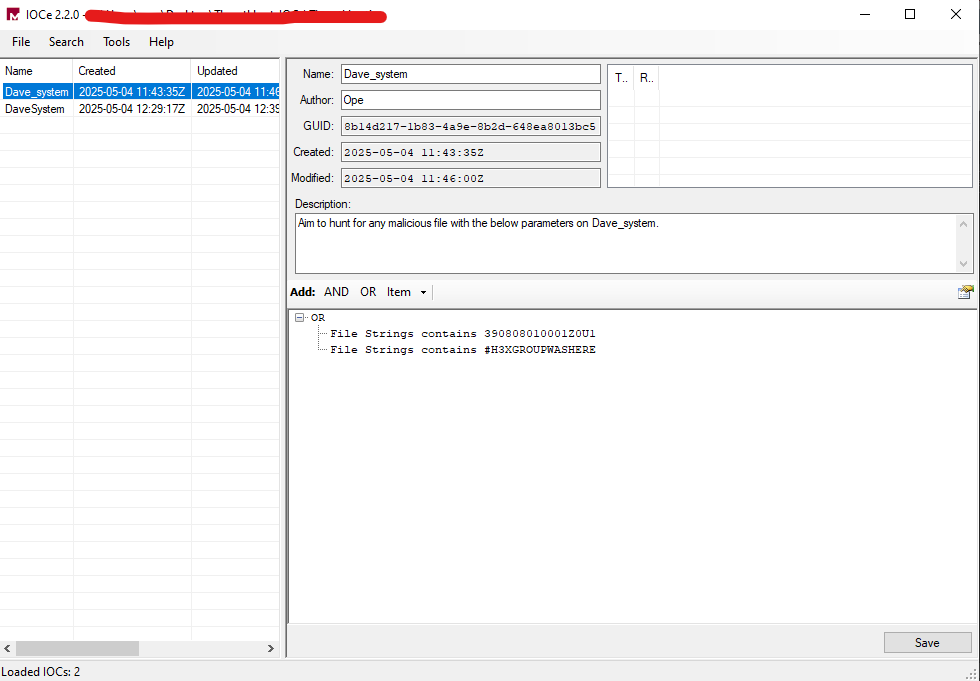 IOCe 2.2.0 -
File Search Tools Help
Name Created Updated
Dave_system 2025-05-04 11:43:35Z 2025-05-04 11:46
DaveSystem 2025-05-04 12:29:17Z 2025-05-04 12:39
Name: Dave_system
Author: Ope
GUID: 8b14d217-1b83-4a9e-8b2d-648ea8013bc5
Created: 2025-05-04 11:43:35Z
Modified: 2025-05-04 11:46:00Z
T.. R..
Description:
Aim to hunt for any malicious file with the below parameters on Dave_system.
Add: AND OR Item
OR
File Strings contains 390808010001Z0U1
File Strings contains #H3XGROUPWASHERE
Save
Loaded IOCs: 2